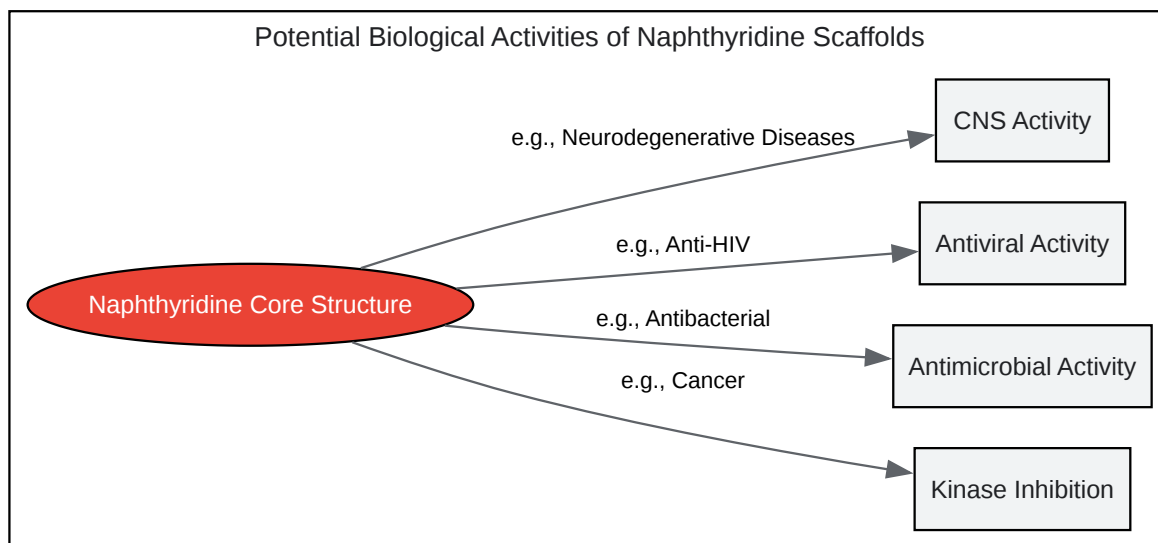 Potential Biological Activities of Naphthyridine Scaffolds
CNS Activity
e.g., Neurodegenerative Diseases
Antiviral Activity
e.g., Anti-HIV
Naphthyridine Core Structure
e.g., Antibacterial
Antimicrobial Activity
e.g., Cancer
Kinase Inhibition